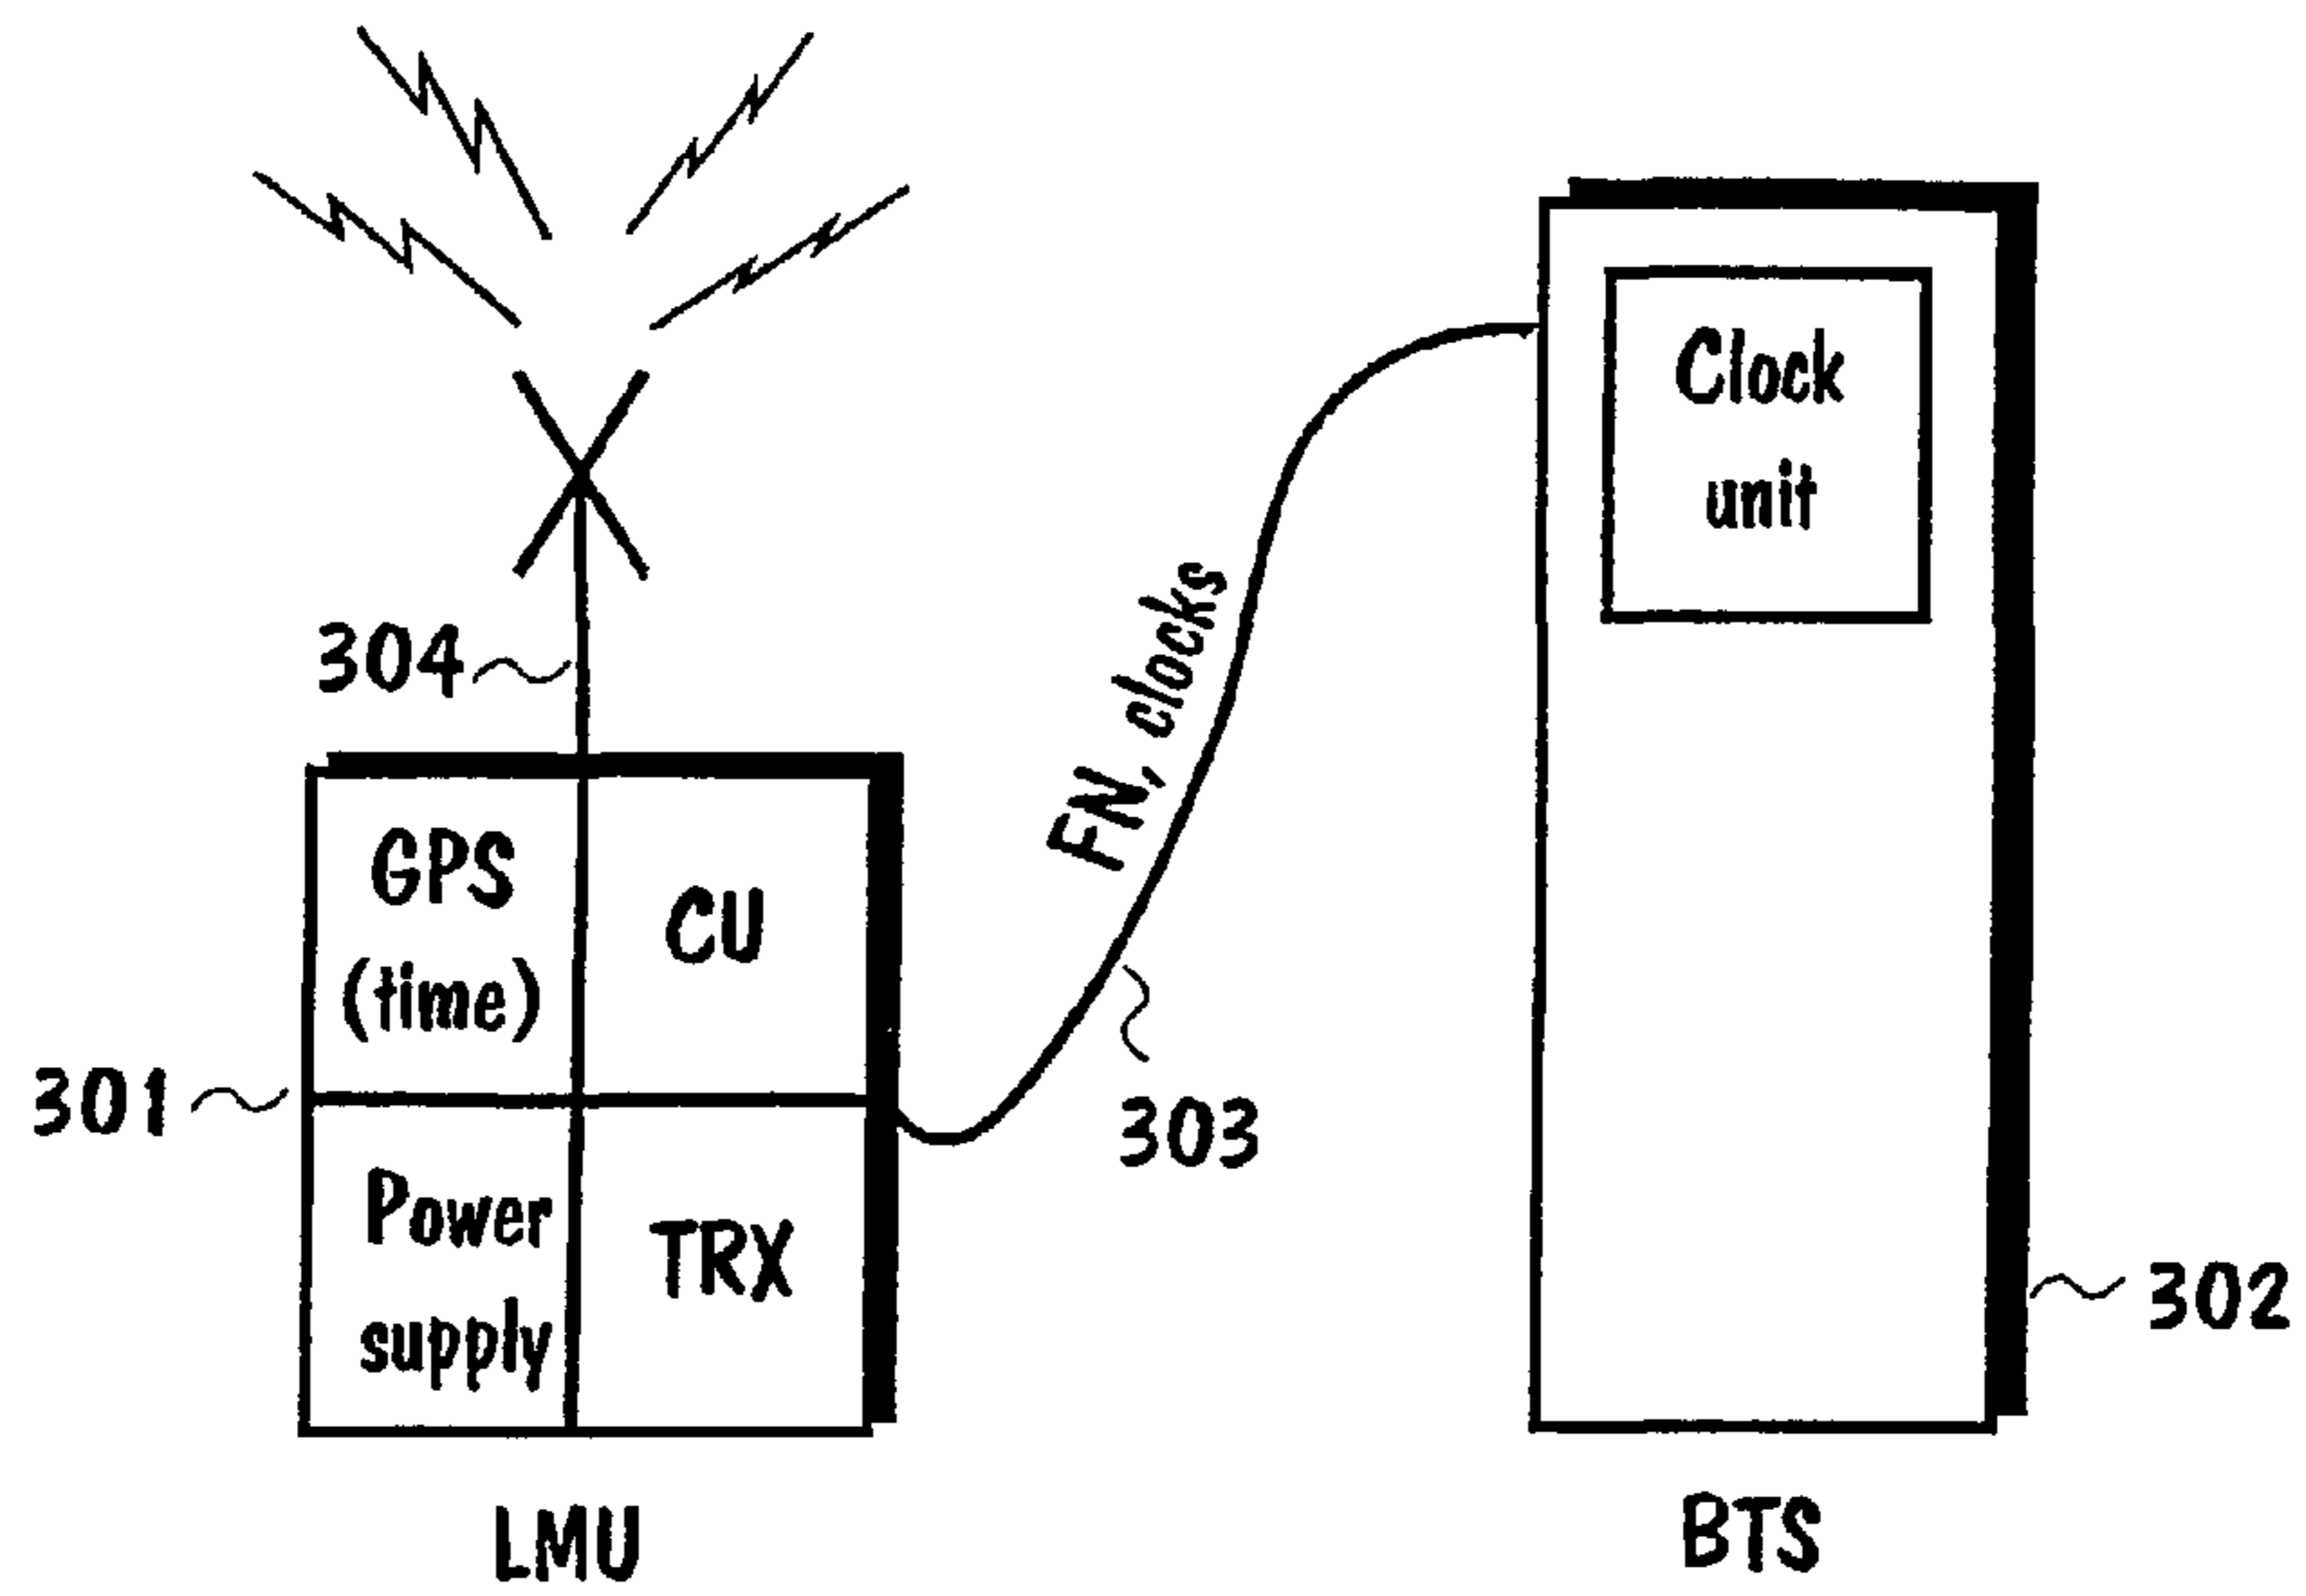 Clock
unit
FN, clocks
304
GPS
(time)
CU
301
303
Power
supply
TRX
302
LMU
BTS